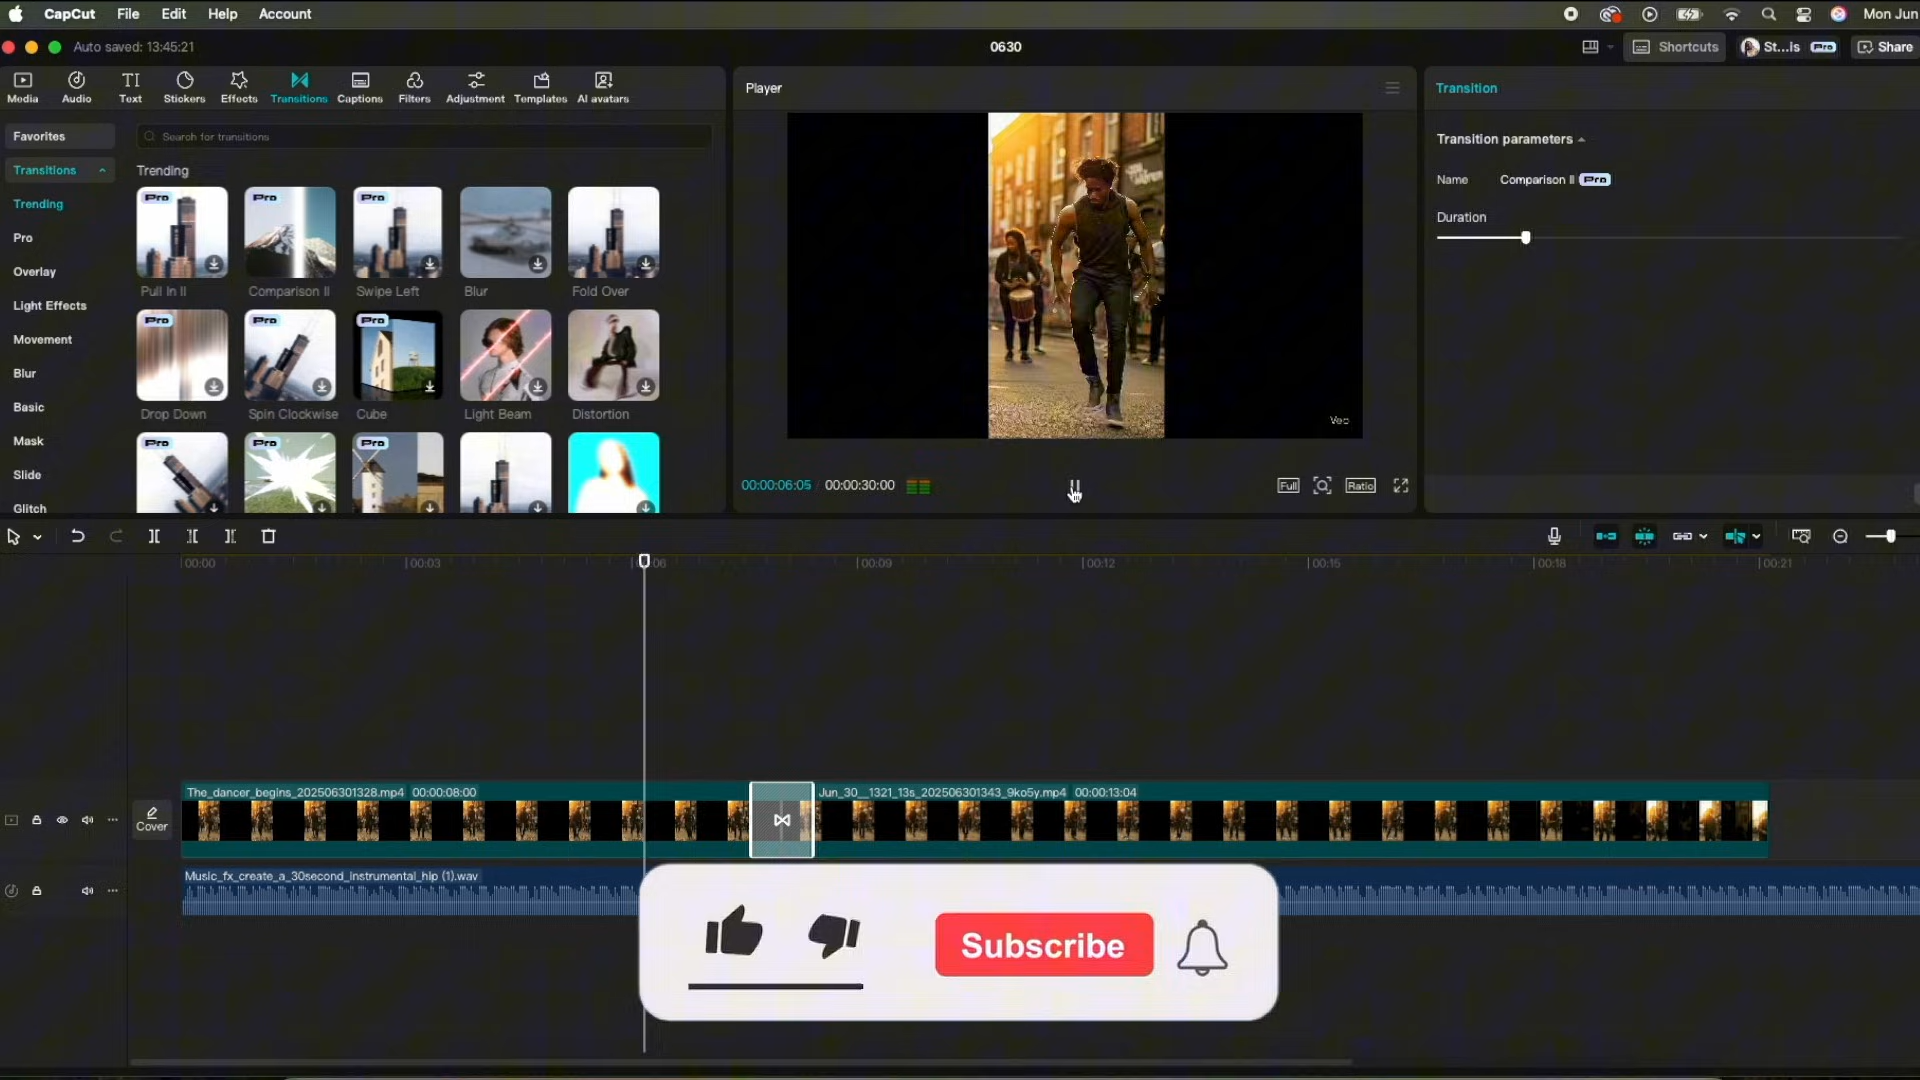 CapCut File Edit Help Account
Mon Jun
Auto saved: 13:45:21
0630
Shortcuts
St...is Pro
Share
Media Audio Text Stickers Effects Transitions Captions Filters Adjustment Templates AI avatars
Favorites
Search for transitions
Transitions
Trending
Trending
Pro
Overlay
Light Effects
Movement
Blur
Basic
Mask
Slide
Glitch
Pro Pro Pro
Pull In II Comparison II Swipe Left Blur Fold Over
Pro Pro Pro
Drop Down Spin Clockwise Cube Light Beam Distortion
Pro Pro Pro
Player
Veo
00:00:06:05 / 00:00:30:00
Full
Ratio
Transition
Transition parameters
Name Comparison II Pro
Duration
00:00 00:03 06 00:09 00:12 00:15 00:18 00:21
Cover
The_dancer_begins_202506301328.mp4 00:00:08:00
Jun_30__1321_13s_202506301343_9ko5y.mp4 00:00:13:04
Music_fx_create_a_30second_instrumental_hip (1).wav
Subscribe